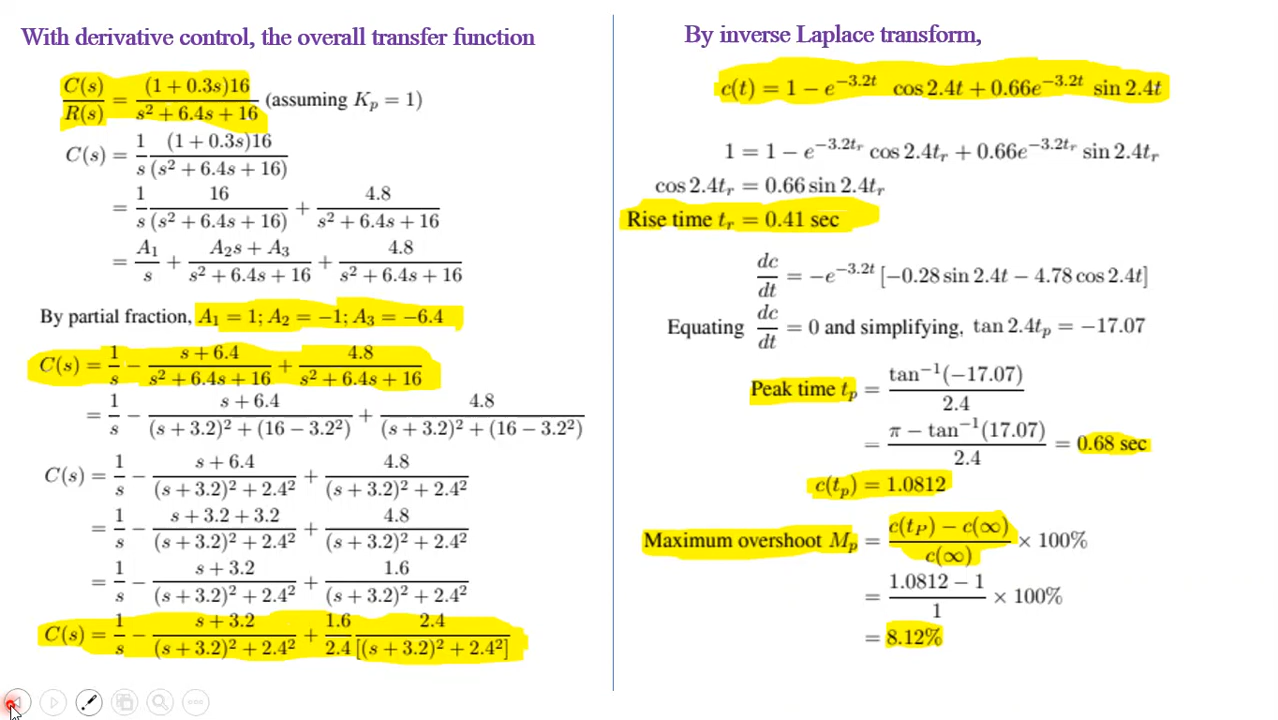 With derivative control, the overall transfer function
C(s)/R(s) = (1 + 0.3s)16/(s² + 6.4s + 16) (assuming Kₚ = 1)
C(s) = 1/s (1 + 0.3s)16/(s² + 6.4s + 16)
= 1/s 16/(s² + 6.4s + 16) + 4.8/(s² + 6.4s + 16)
= A₁/s + (A₂s + A₃)/(s² + 6.4s + 16) + 4.8/(s² + 6.4s + 16)
By partial fraction, A₁ = 1; A₂ = −1; A₃ = −6.4
C(s) = 1/s − (s + 6.4)/(s² + 6.4s + 16) + 4.8/(s² + 6.4s + 16)
= 1/s − (s + 6.4)/((s + 3.2)² + (16 − 3.2²)) + 4.8/((s + 3.2)² + (16 − 3.2²))
C(s) = 1/s − (s + 6.4)/((s + 3.2)² + 2.4²) + 4.8/((s + 3.2)² + 2.4²)
= 1/s − (s + 3.2 + 3.2)/((s + 3.2)² + 2.4²) + 4.8/((s + 3.2)² + 2.4²)
= 1/s − (s + 3.2)/((s + 3.2)² + 2.4²) + 1.6/((s + 3.2)² + 2.4²)
C(s) = 1/s − (s + 3.2)/((s + 3.2)² + 2.4²) + 1.6/2.4 2.4/[(s + 3.2)² + 2.4²]
By inverse Laplace transform,
c(t) = 1 − e^(−3.2t) cos 2.4t + 0.66e^(−3.2t) sin 2.4t
1 = 1 − e^(−3.2tᵣ) cos 2.4tᵣ + 0.66e^(−3.2tᵣ) sin 2.4tᵣ
cos 2.4tᵣ = 0.66 sin 2.4tᵣ
Rise time tᵣ = 0.41 sec
dc/dt = −e^(−3.2t) [−0.28 sin 2.4t − 4.78 cos 2.4t]
Equating dc/dt = 0 and simplifying, tan 2.4tₚ = −17.07
Peak time tₚ = tan⁻¹(−17.07)/2.4
= (π − tan⁻¹(17.07))/2.4 = 0.68 sec
c(tₚ) = 1.0812
Maximum overshoot Mₚ = (c(t_P) − c(∞))/c(∞) × 100%
= (1.0812 − 1)/1 × 100%
= 8.12%